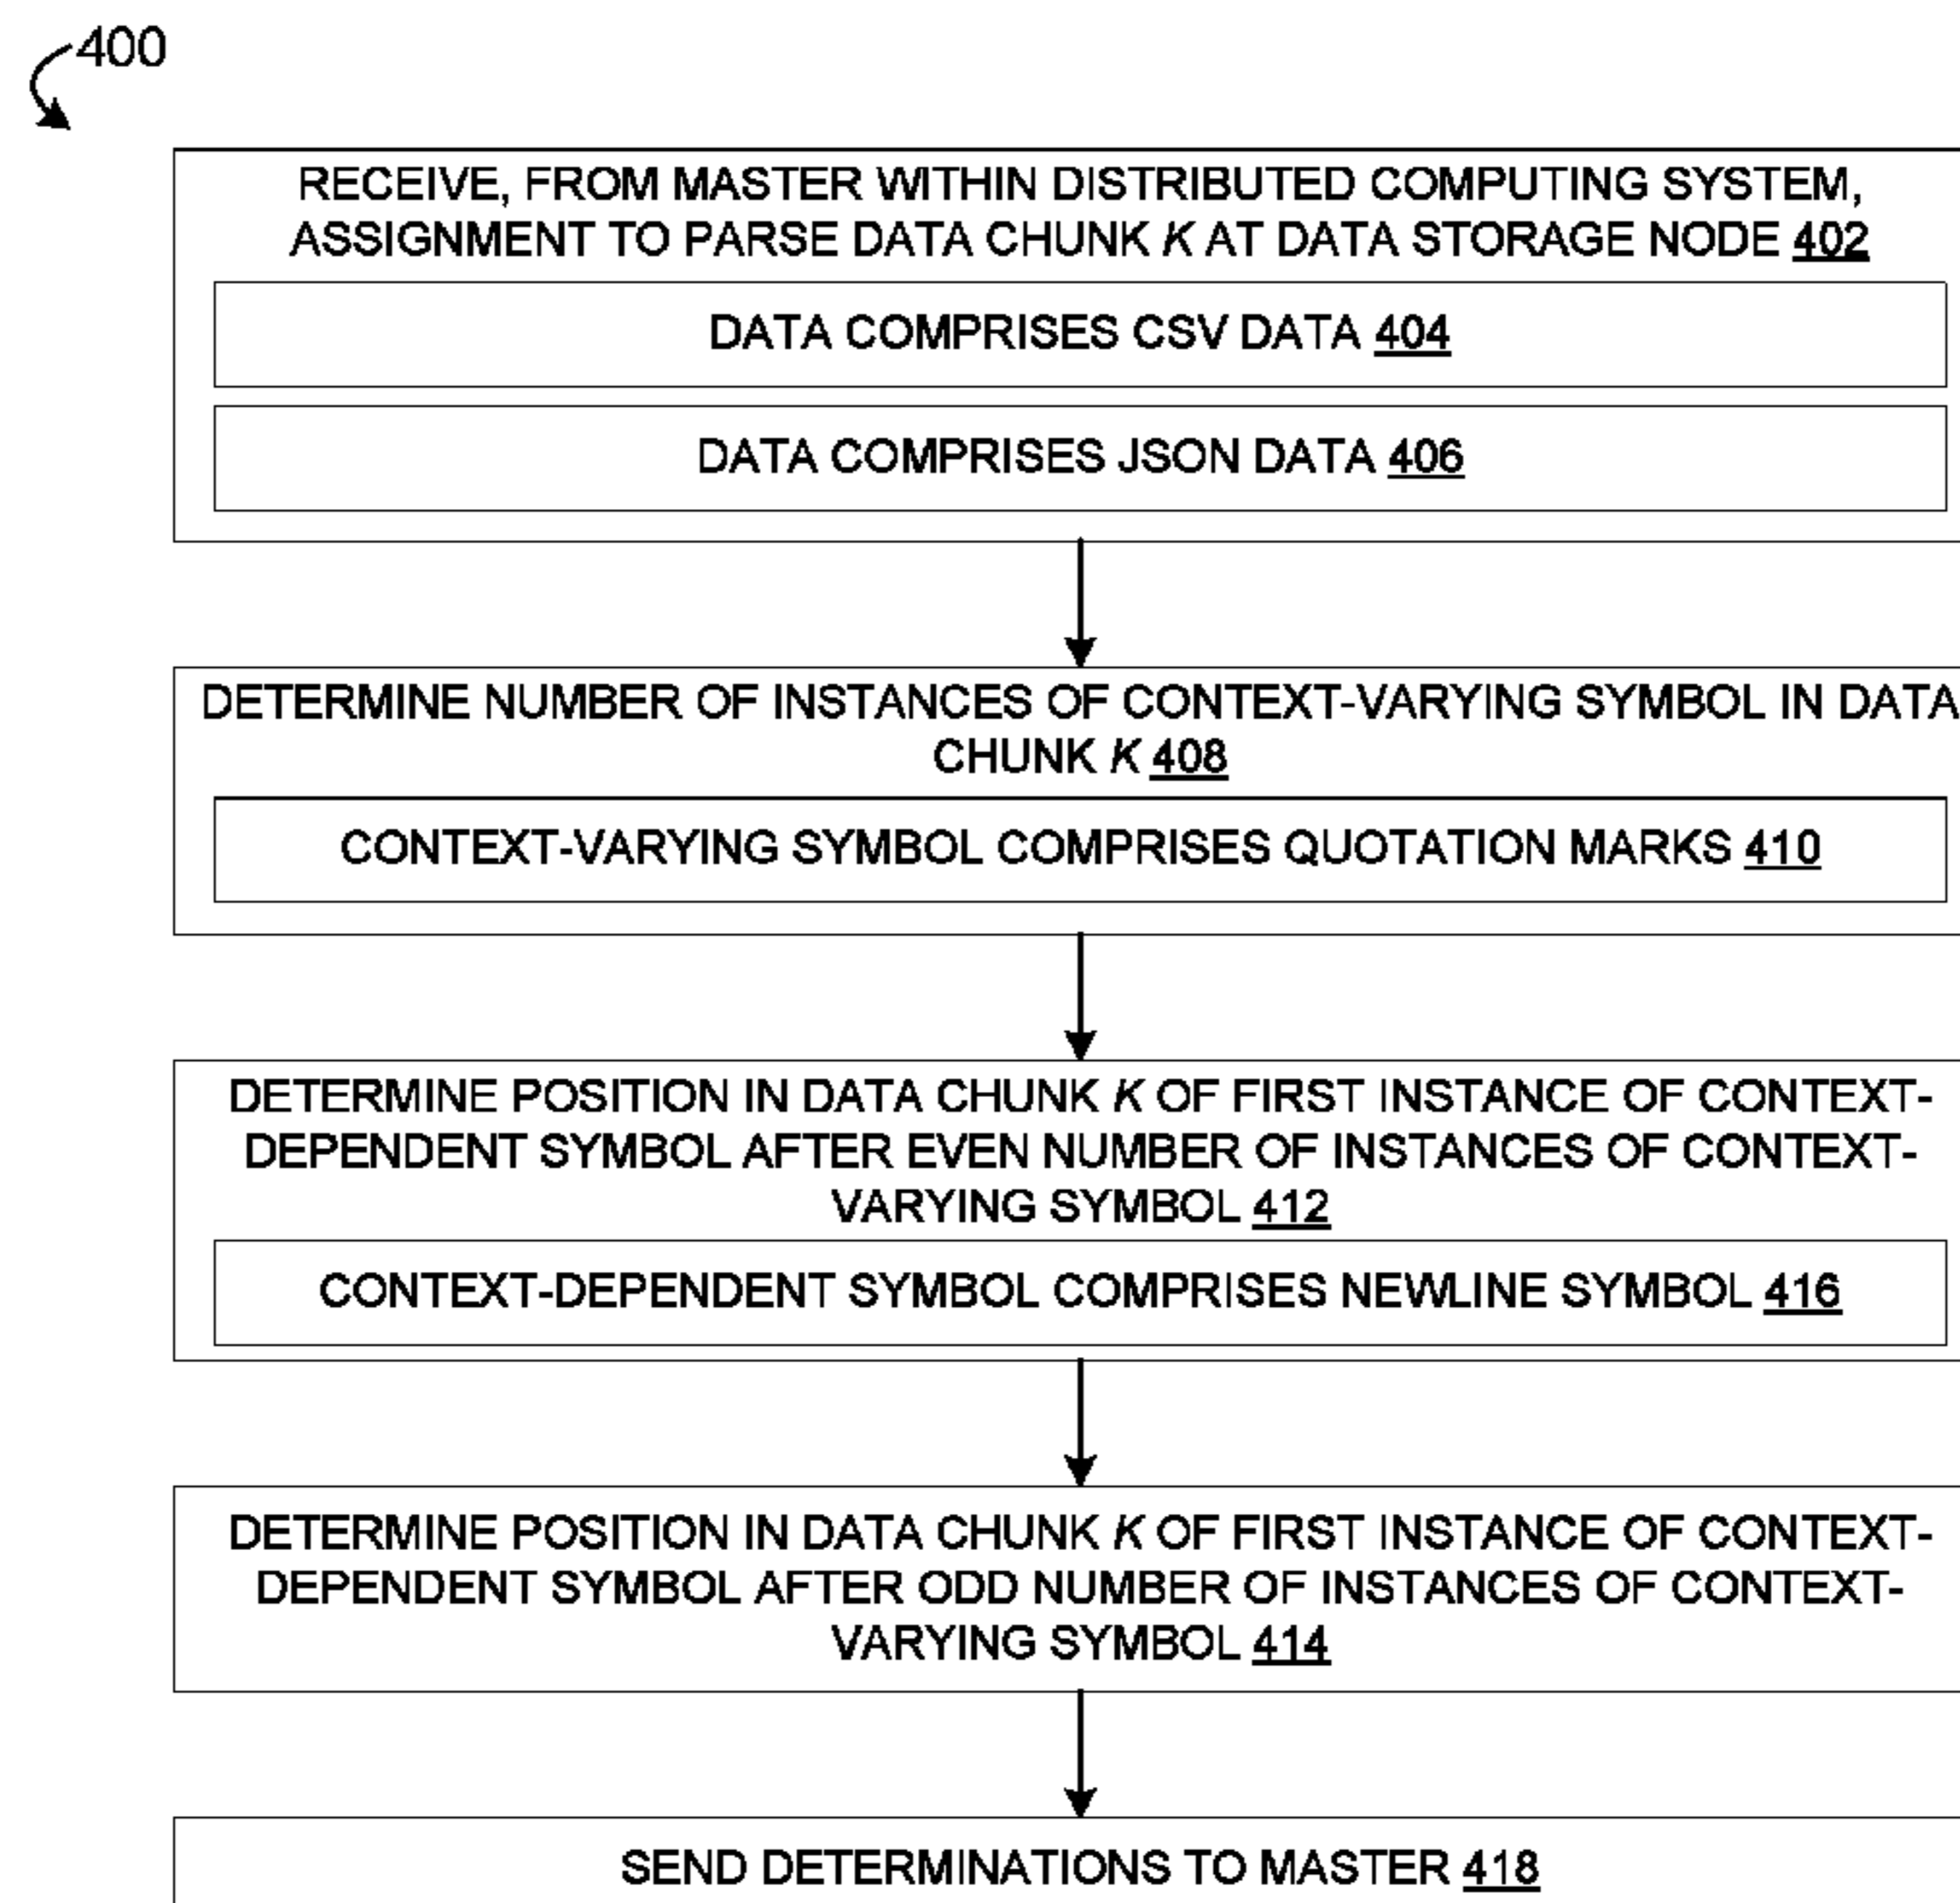 400
RECEIVE, FROM MASTER WITHIN DISTRIBUTED COMPUTING SYSTEM,
ASSIGNMENT TO PARSE DATA CHUNK K AT DATA STORAGE NODE 402
DATA COMPRISES CSV DATA 404
DATA COMPRISES JSON DATA 406
DETERMINE NUMBER OF INSTANCES OF CONTEXT-VARYING SYMBOL IN DATA
CHUNK K 408
CONTEXT-VARYING SYMBOL COMPRISES QUOTATION MARKS 410
DETERMINE POSITION IN DATA CHUNK K OF FIRST INSTANCE OF CONTEXT-
DEPENDENT SYMBOL AFTER EVEN NUMBER OF INSTANCES OF CONTEXT-
VARYING SYMBOL 412
CONTEXT-DEPENDENT SYMBOL COMPRISES NEWLINE SYMBOL 416
DETERMINE POSITION IN DATA CHUNK K OF FIRST INSTANCE OF CONTEXT-
DEPENDENT SYMBOL AFTER ODD NUMBER OF INSTANCES OF CONTEXT-
VARYING SYMBOL 414
SEND DETERMINATIONS TO MASTER 418